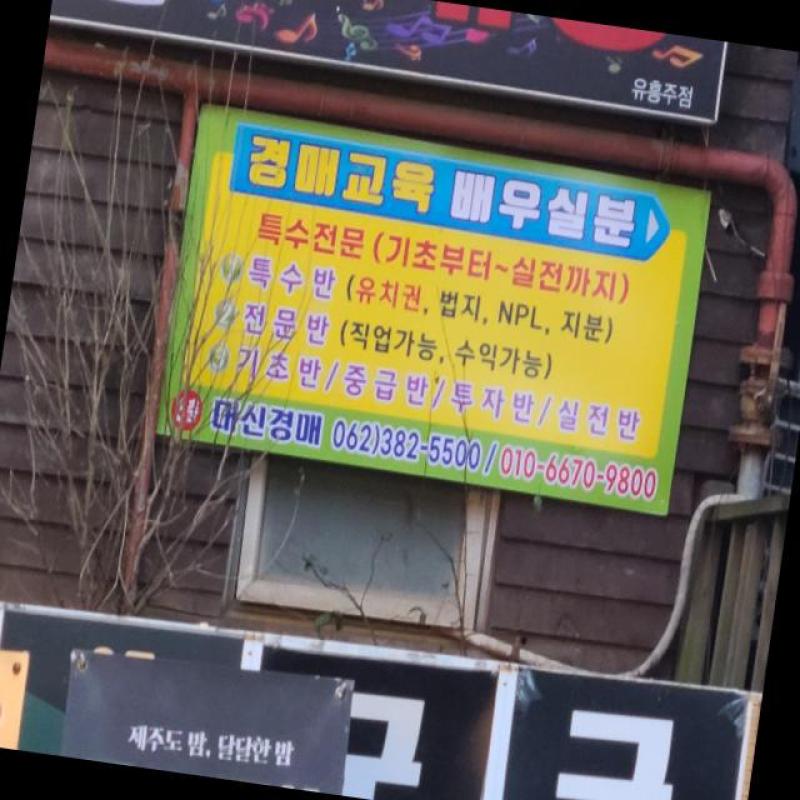 유흥주점
경매교육 배우실분
특수전문 (기초부터~실전까지)
특수반 (유치권, 법지, NPL, 지분)
전문반 (직업가능, 수익가능)
기초반/중급반/투자반/실전반
대신경매 062)382-5500/010-6670-9800
제주도 밤, 달달한 밤
구 구